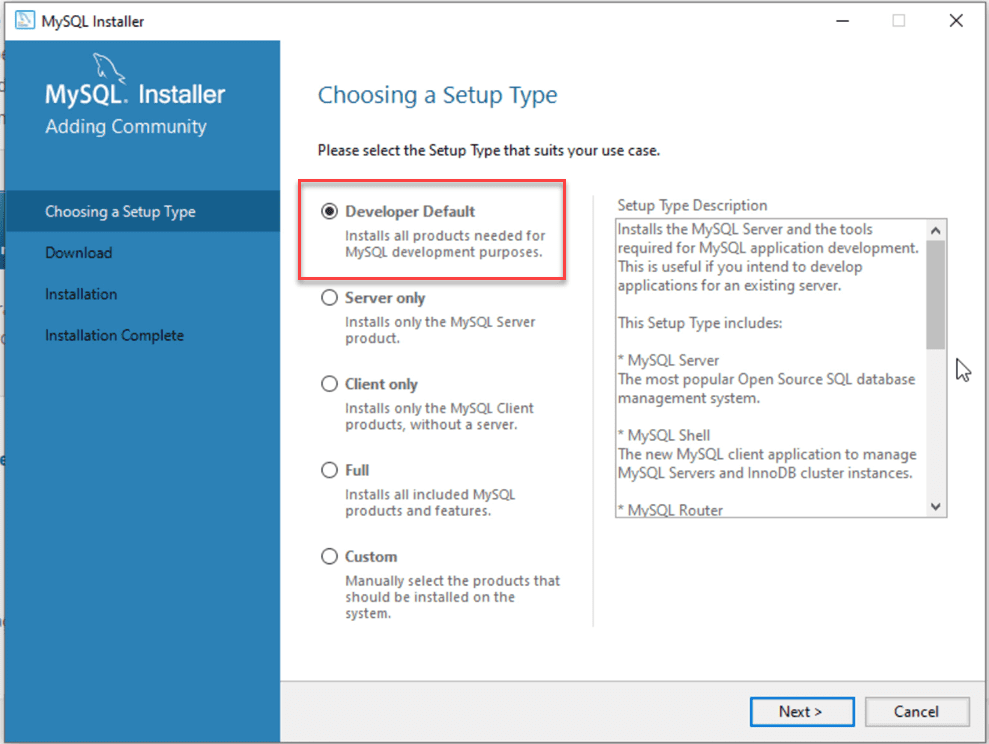 MySQL Installer
MySQL. Installer
Adding Community
Choosing a Setup Type
Download
Installation
Installation Complete
Choosing a Setup Type
Please select the Setup Type that suits your use case.
Developer Default
Installs all products needed for
MySQL development purposes.
Server only
Installs only the MySQL Server
product.
Client only
Installs only the MySQL Client
products, without a server.
Full
Installs all included MySQL
products and features.
Custom
Manually select the products that
should be installed on the
system.
Setup Type Description
Installs the MySQL Server and the tools
required for MySQL application development.
This is useful if you intend to develop
applications for an existing server.
This Setup Type includes:
* MySQL Server
The most popular Open Source SQL database
management system.
* MySQL Shell
The new MySQL client application to manage
MySQL Servers and InnoDB cluster instances.
* MySQL Router
Next >
Cancel